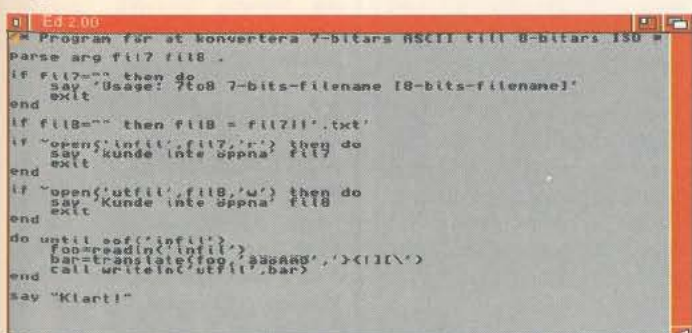 Ed 2.00
/* Program för at konvertera 7-bitars ASCII till 8-bitars ISO *
parse arg fil7 fil8 .
if fil7="" then do
say 'Usage: 7to8 7-bits-filename [8-bits-filename]'
exit
end
if fil8="" then fil8 = fil7||'.txt'
if ~open('infil',fil7,'r') then do
say 'Kunde inte öppna' fil7
exit
end
if ~open('utfil',fil8,'w') then do
say 'Kunde inte öppna' fil8
exit
end
do until eof('infil')
foo=readln('infil')
bar=translate(foo,'åäöÅÄÖ','}{|][\')
call writeln('utfil',bar)
end
say "Klart!"